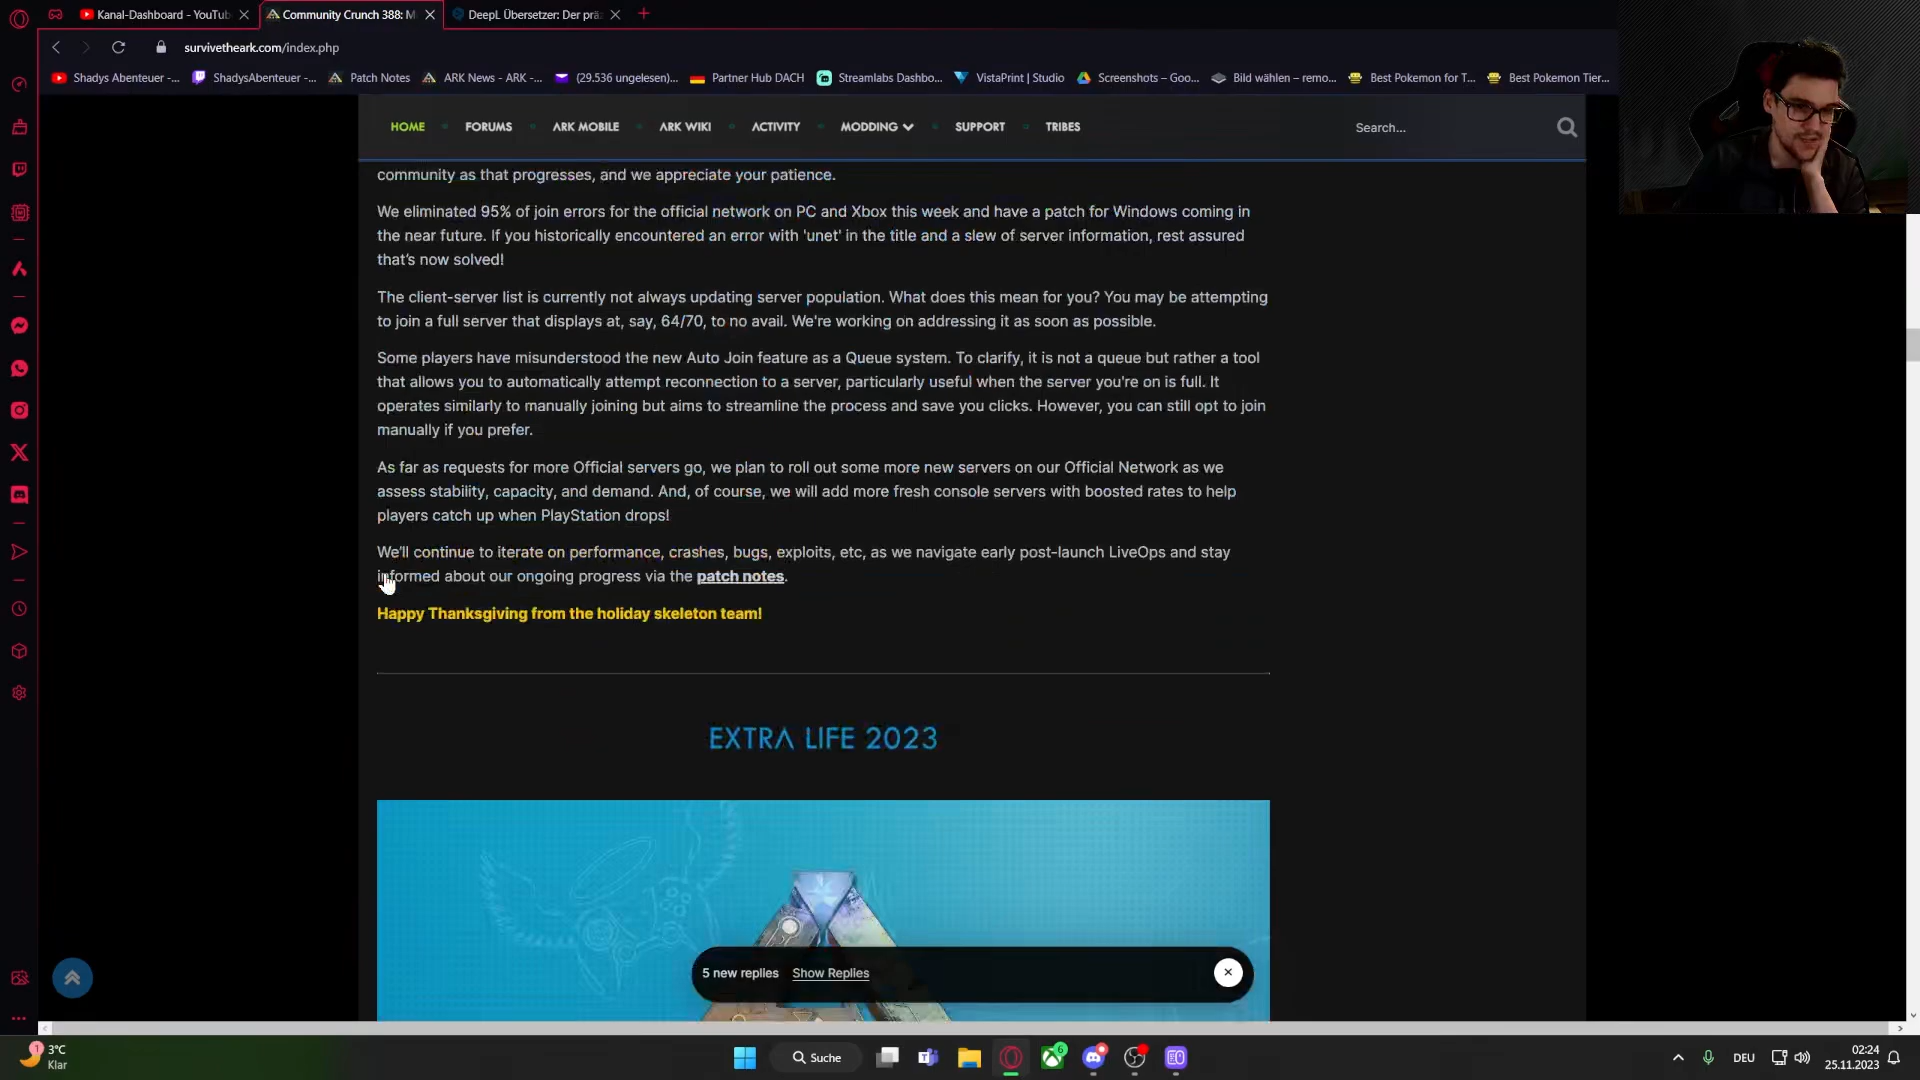 Kanal-Dashboard - YouTub
Community Crunch 388: M
DeepL Übersetzer: Der prä
survivetheark.com/index.php
Shadys Abenteuer -...
ShadysAbenteuer -...
Patch Notes
ARK News - ARK -...
(29.536 ungelesen)...
Partner Hub DACH
Streamlabs Dashbo...
VistaPrint | Studio
Screenshots – Goo...
Bild wählen – remo...
Best Pokemon for T...
Best Pokemon Tier...
HOME
FORUMS
ARK MOBILE
ARK WIKI
ACTIVITY
MODDING
SUPPORT
TRIBES
Search...
community as that progresses, and we appreciate your patience.
We eliminated 95% of join errors for the official network on PC and Xbox this week and have a patch for Windows coming in
the near future. If you historically encountered an error with 'unet' in the title and a slew of server information, rest assured
that's now solved!
The client-server list is currently not always updating server population. What does this mean for you? You may be attempting
to join a full server that displays at, say, 64/70, to no avail. We're working on addressing it as soon as possible.
Some players have misunderstood the new Auto Join feature as a Queue system. To clarify, it is not a queue but rather a tool
that allows you to automatically attempt reconnection to a server, particularly useful when the server you're on is full. It
operates similarly to manually joining but aims to streamline the process and save you clicks. However, you can still opt to join
manually if you prefer.
As far as requests for more Official servers go, we plan to roll out some more new servers on our Official Network as we
assess stability, capacity, and demand. And, of course, we will add more fresh console servers with boosted rates to help
players catch up when PlayStation drops!
We'll continue to iterate on performance, crashes, bugs, exploits, etc, as we navigate early post-launch LiveOps and stay
informed about our ongoing progress via the patch notes.
Happy Thanksgiving from the holiday skeleton team!
EXTRA LIFE 2023
5 new replies Show Replies
1
3°C
Klar
Suche
6
DEU
02:24
25.11.2023